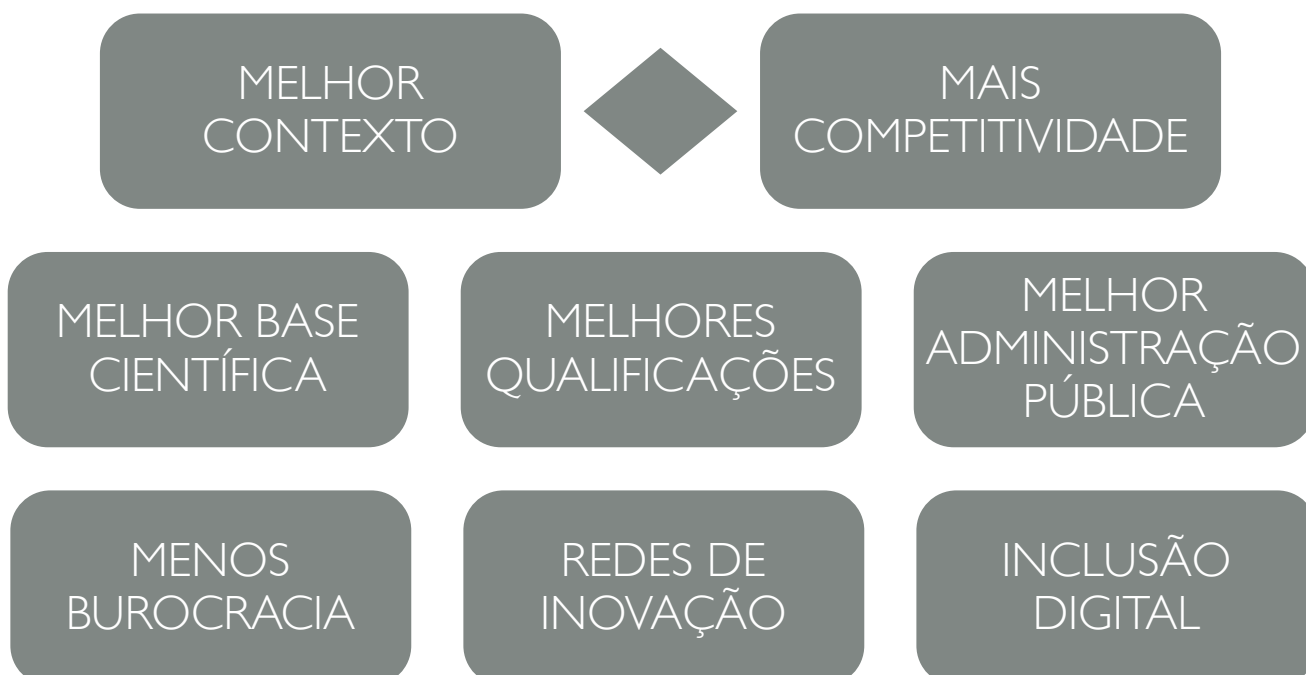 MELHOR
CONTEXTO
MAIS
COMPETITIVIDADE
MELHOR BASE
CIENTÍFICA
MELHORES
QUALIFICAÇÕES
MELHOR
ADMINISTRAÇÃO
PÚBLICA
MENOS
BUROCRACIA
REDES DE
INOVAÇÃO
INCLUSÃO
DIGITAL